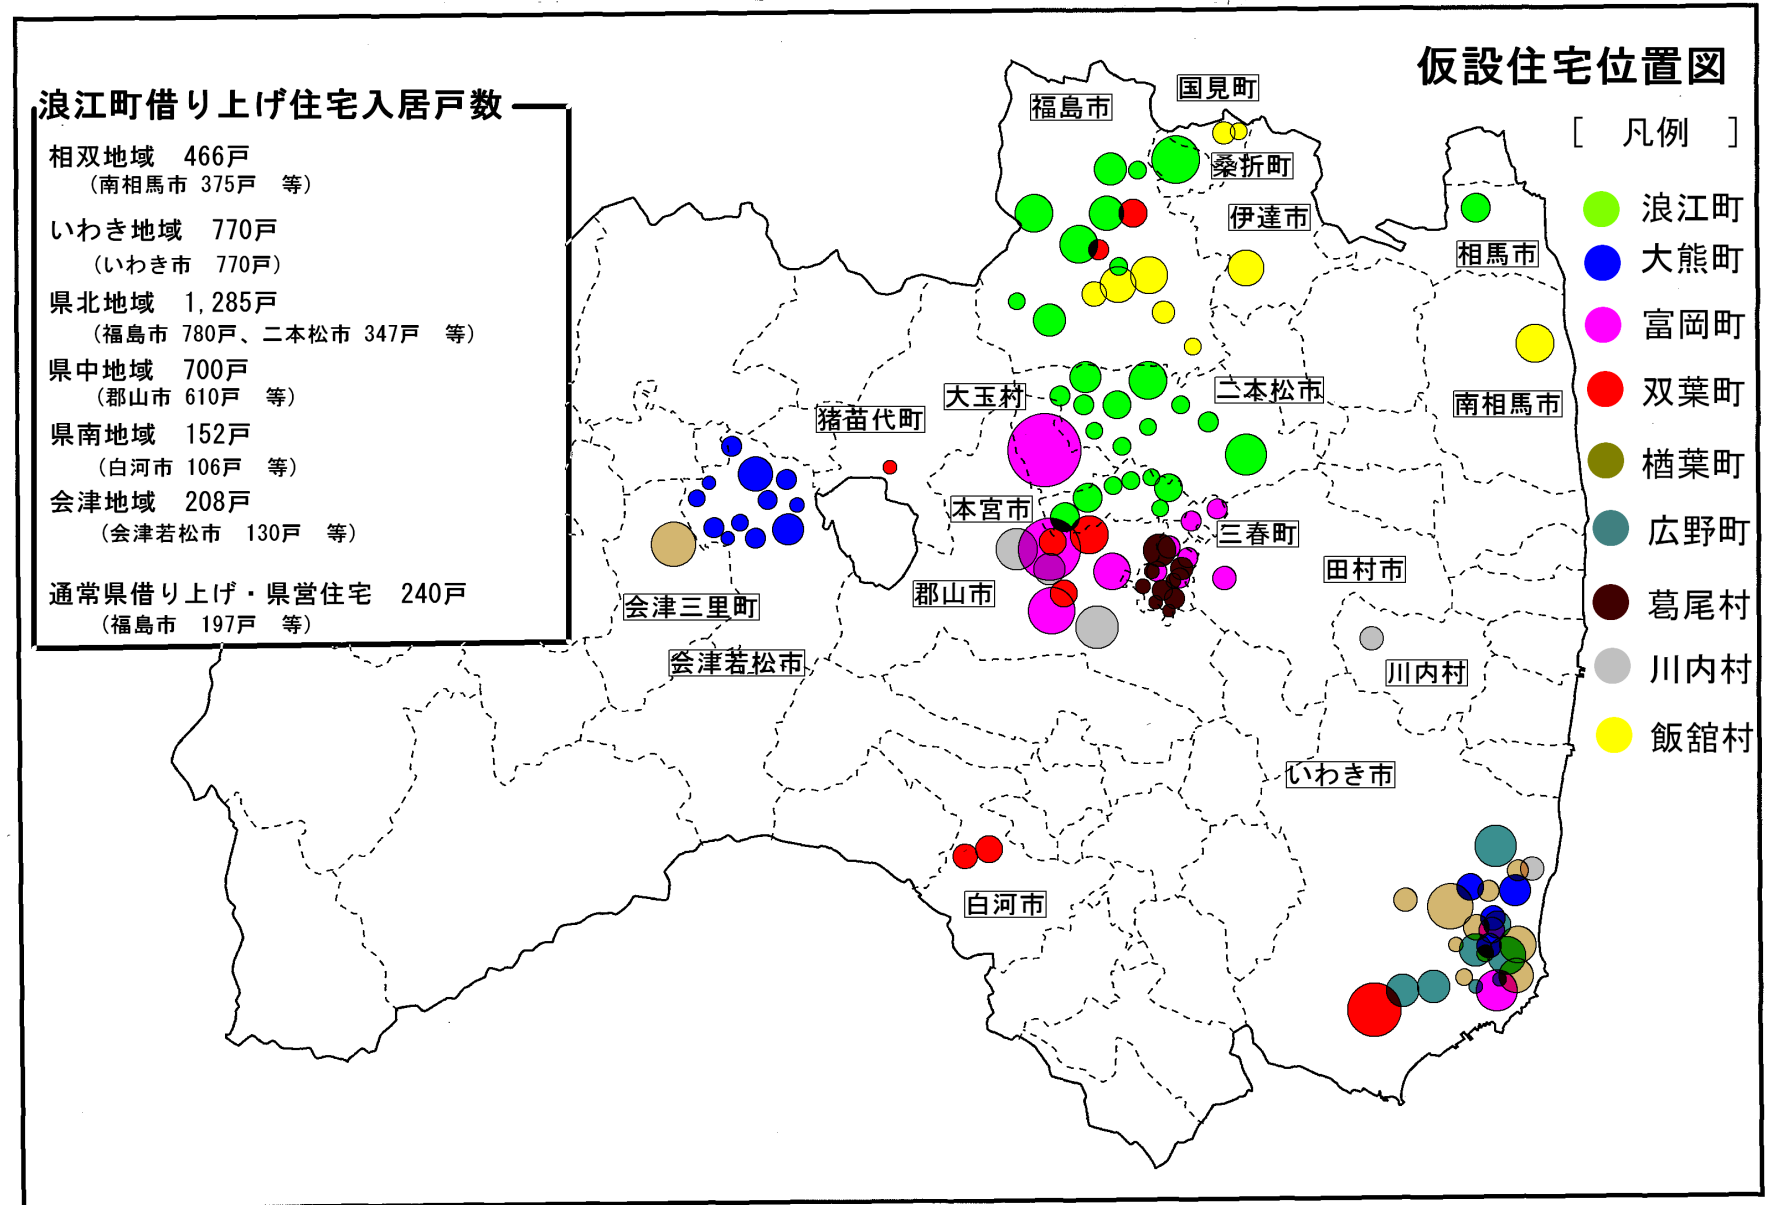 仮設住宅位置図
[　凡例　]
浪江町
大熊町
富岡町
双葉町
楢葉町
広野町
葛尾村
川内村
飯舘村
浪江町借り上げ住宅入居戸数
相双地域　466戸
（南相馬市 375戸　等）
いわき地域　770戸
（いわき市　770戸）
県北地域　1,285戸
（福島市 780戸、二本松市 347戸　等）
県中地域　700戸
（郡山市 610戸　等）
県南地域　152戸
（白河市 106戸　等）
会津地域　208戸
（会津若松市　130戸　等）
通常県借り上げ・県営住宅　240戸
（福島市　197戸　等）
国見町
福島市
桑折町
伊達市
相馬市
大玉村
二本松市
南相馬市
猪苗代町
本宮市
三春町
田村市
郡山市
会津三里町
会津若松市
川内村
いわき市
白河市